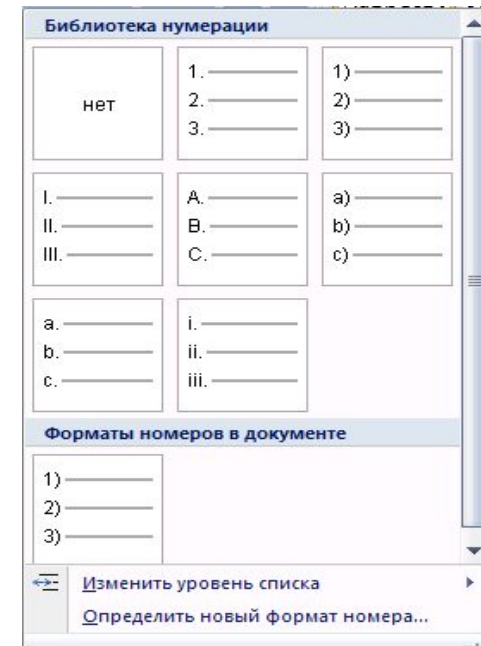 Библиотека нумерации
нет
1.
2.
3.
1)
2)
3)
I.
II.
III.
A.
B.
C.
a)
b)
c)
a.
b.
c.
i.
ii.
iii.
Форматы номеров в документе
1)
2)
3)
Изменить уровень списка
Определить новый формат номера...